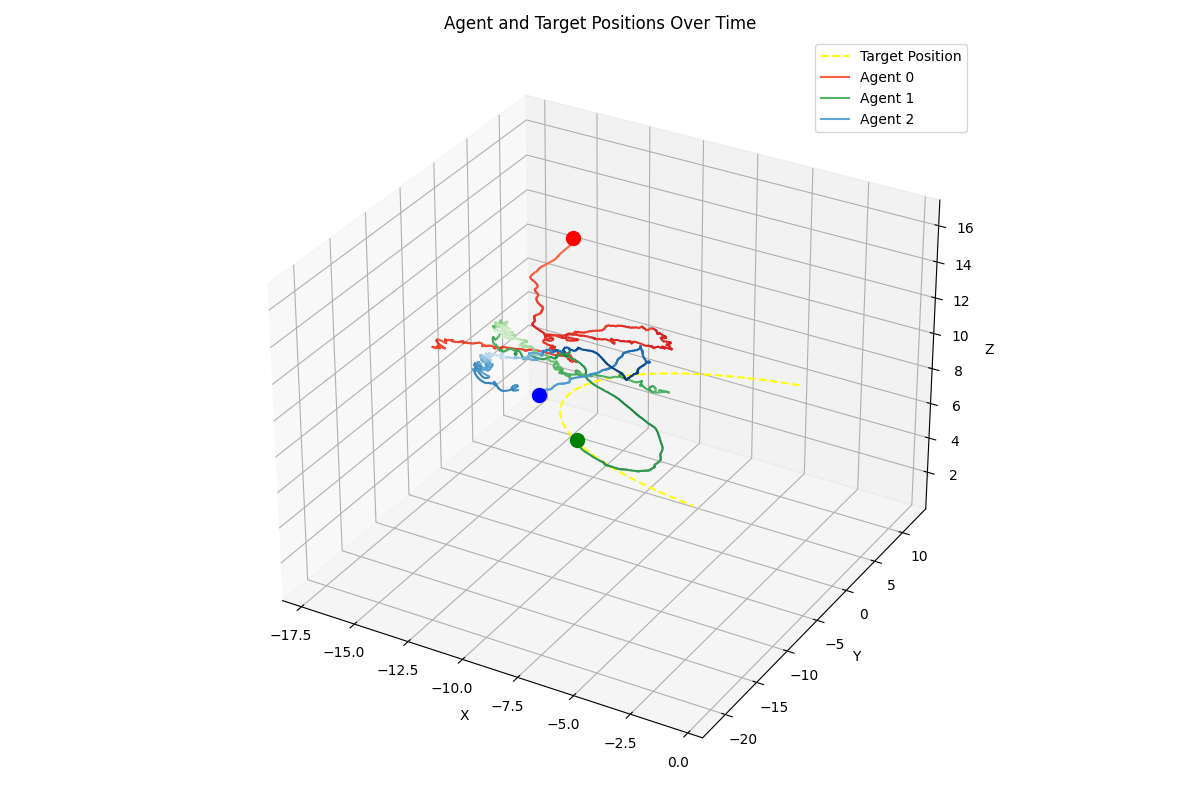 Agent and Target Positions Over Time
Target Position
Agent 0
Agent 1
Agent 2
16
14
12
10
8
6
4
2
Z
10
5
0
−5
−10
−15
−20
Y
−17.5
−15.0
−12.5
−10.0
−7.5
−5.0
−2.5
0.0
X